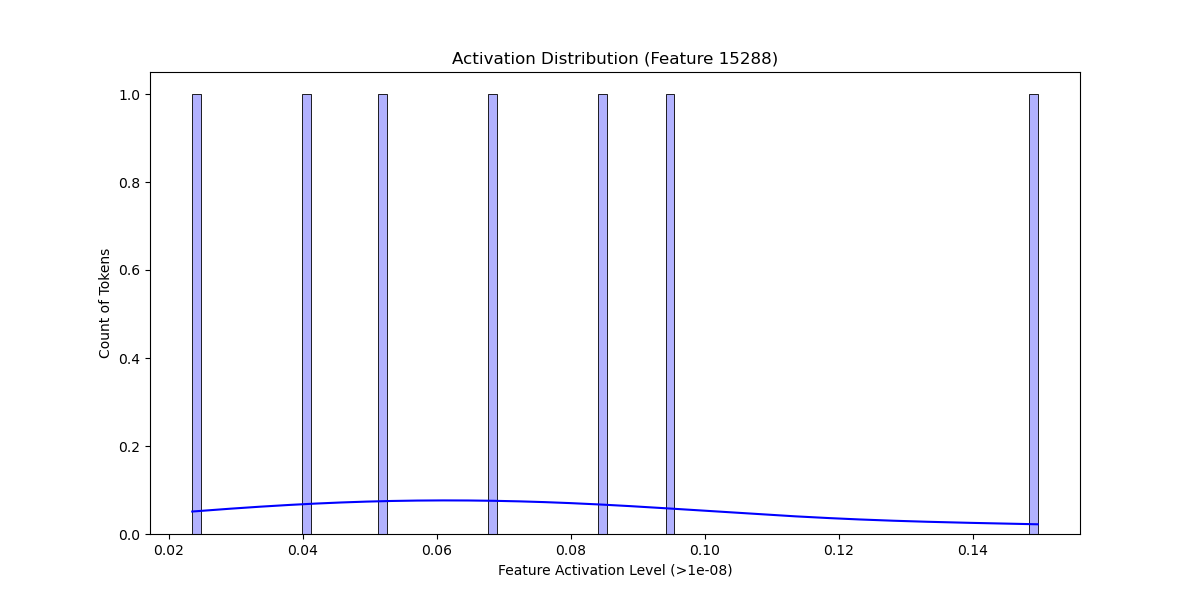 Activation Distribution (Feature 15288)
1.0
0.8
0.6
0.4
0.2
0.0
Count of Tokens
0.02 0.04 0.06 0.08 0.10 0.12 0.14
Feature Activation Level (>1e-08)